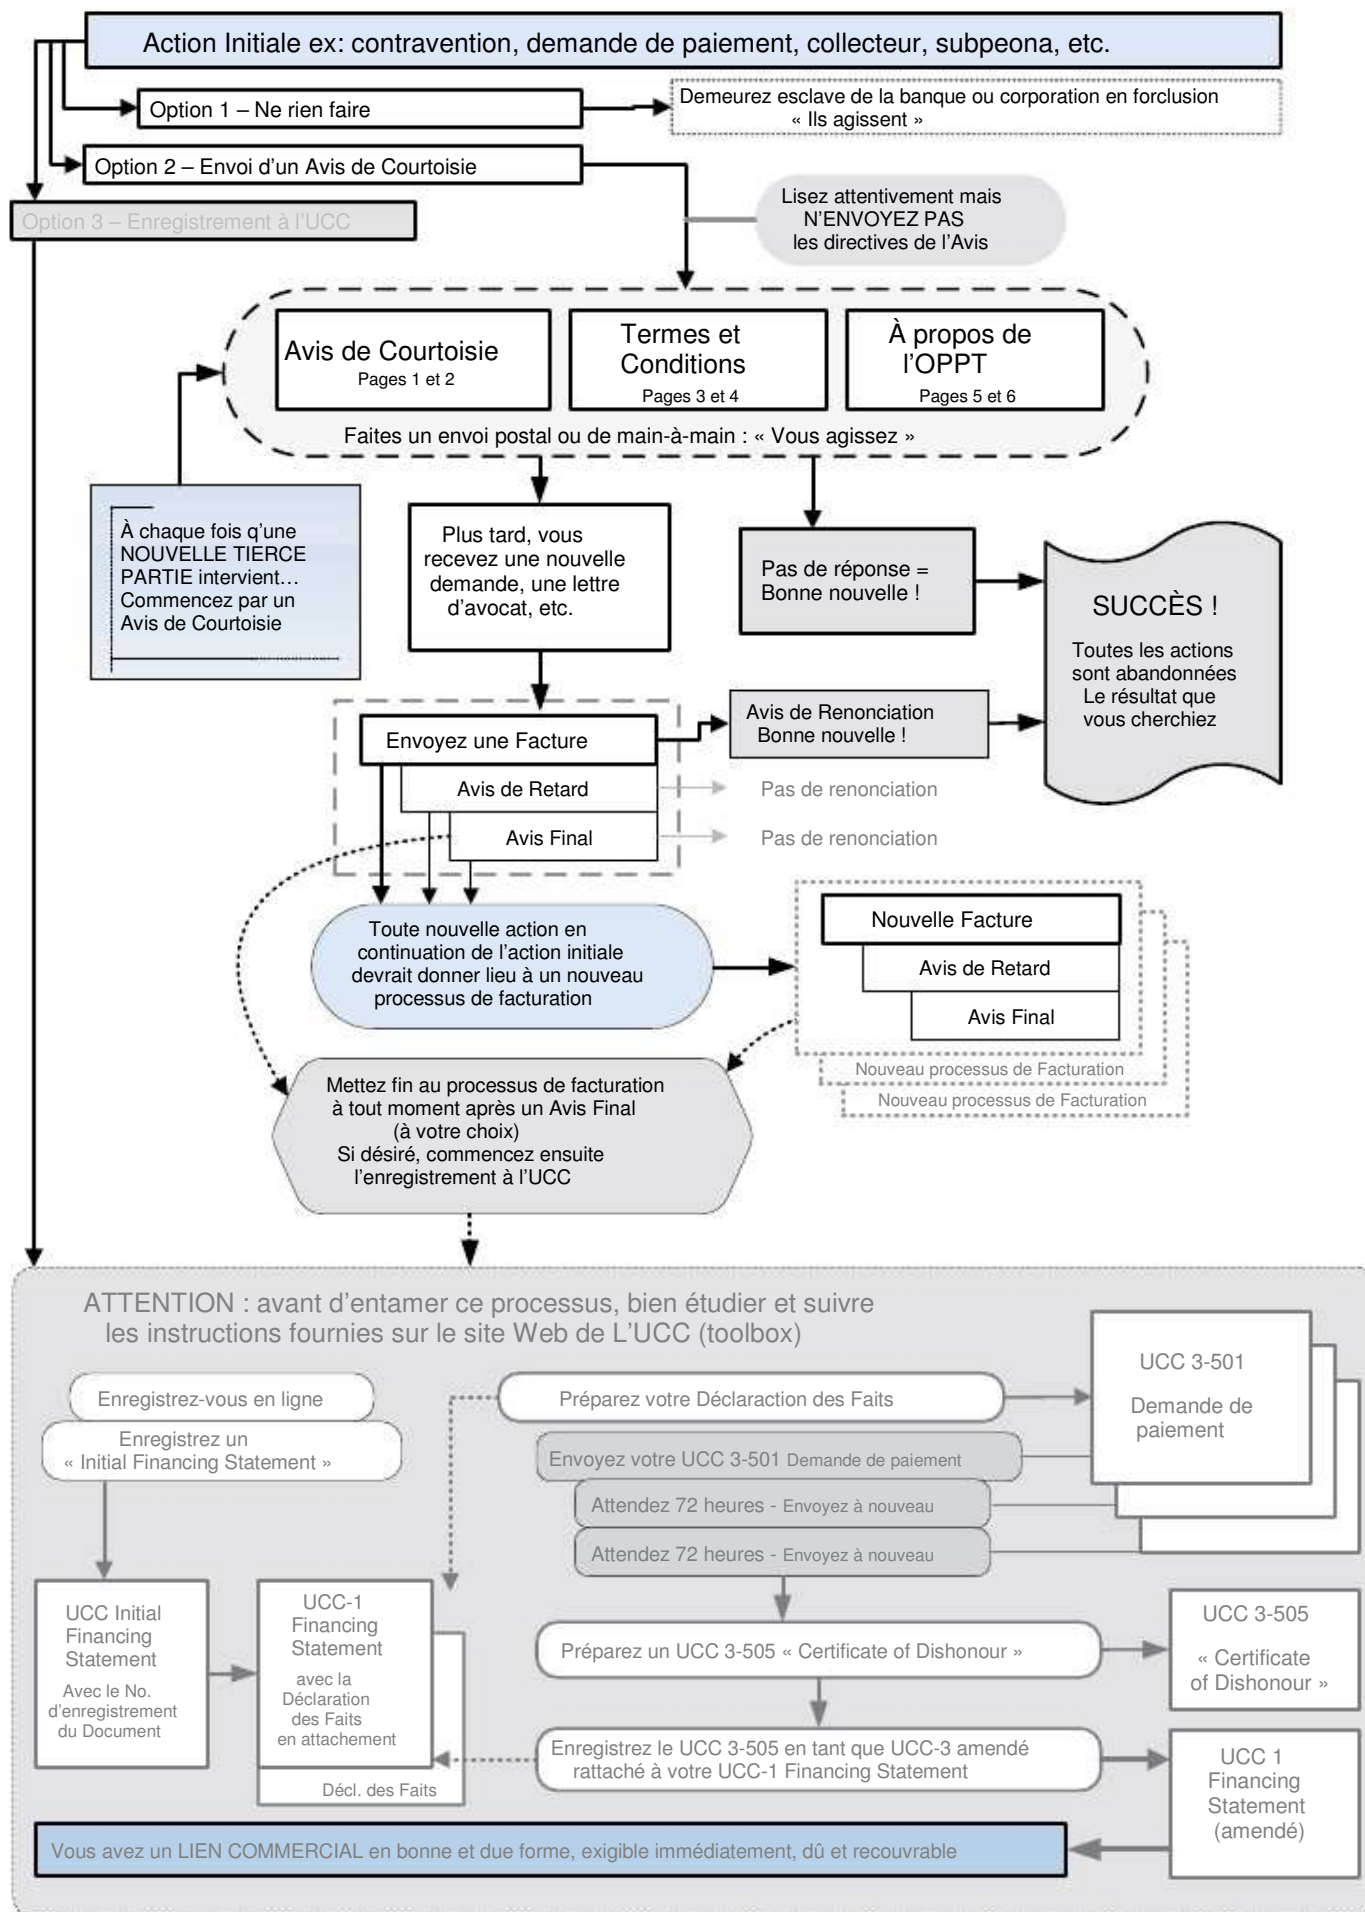 Action Initiale ex: contravention, demande de paiement, collecteur, subpeona, etc.
Option 1 – Ne rien faire
Demeurez esclave de la banque ou corporation en forclusion
« Ils agissent »
Option 2 – Envoi d'un Avis de Courtoisie
Option 3 – Enregistrement à l'UCC
Lisez attentivement mais
N'ENVOYEZ PAS
les directives de l'Avis
Avis de Courtoisie
Pages 1 et 2
Termes et
Conditions
Pages 3 et 4
À propos de
l'OPPT
Pages 5 et 6
Faites un envoi postal ou de main-à-main : « Vous agissez »
À chaque fois q'une
NOUVELLE TIERCE
PARTIE intervient…
Commencez par un
Avis de Courtoisie
Plus tard, vous
recevez une nouvelle
demande, une lettre
d'avocat, etc.
Pas de réponse =
Bonne nouvelle !
SUCCÈS !
Toutes les actions
sont abandonnées
Le résultat que
vous cherchiez
Envoyez une Facture
Avis de Renonciation
Bonne nouvelle !
Avis de Retard
Pas de renonciation
Avis Final
Pas de renonciation
Toute nouvelle action en
continuation de l'action initiale
devrait donner lieu à un nouveau
processus de facturation
Nouvelle Facture
Avis de Retard
Avis Final
Nouveau processus de Facturation
Nouveau processus de Facturation
Mettez fin au processus de facturation
à tout moment après un Avis Final
(à votre choix)
Si désiré, commencez ensuite
l'enregistrement à l'UCC
ATTENTION : avant d'entamer ce processus, bien étudier et suivre
les instructions fournies sur le site Web de L'UCC (toolbox)
Enregistrez-vous en ligne
Enregistrez un
« Initial Financing Statement »
Préparez votre Déclaraction des Faits
UCC 3-501
Demande de
paiement
Envoyez votre UCC 3-501 Demande de paiement
Attendez 72 heures - Envoyez à nouveau
Attendez 72 heures - Envoyez à nouveau
UCC Initial
Financing
Statement
Avec le No.
d'enregistrement
du Document
UCC-1
Financing
Statement
avec la
Déclaration
des Faits
en attachement
Décl. des Faits
Préparez un UCC 3-505 « Certificate of Dishonour »
UCC 3-505
« Certificate
of Dishonour »
Enregistrez le UCC 3-505 en tant que UCC-3 amendé
rattaché à votre UCC-1 Financing Statement
UCC 1
Financing
Statement
(amendé)
Vous avez un LIEN COMMERCIAL en bonne et due forme, exigible immédiatement, dû et recouvrable